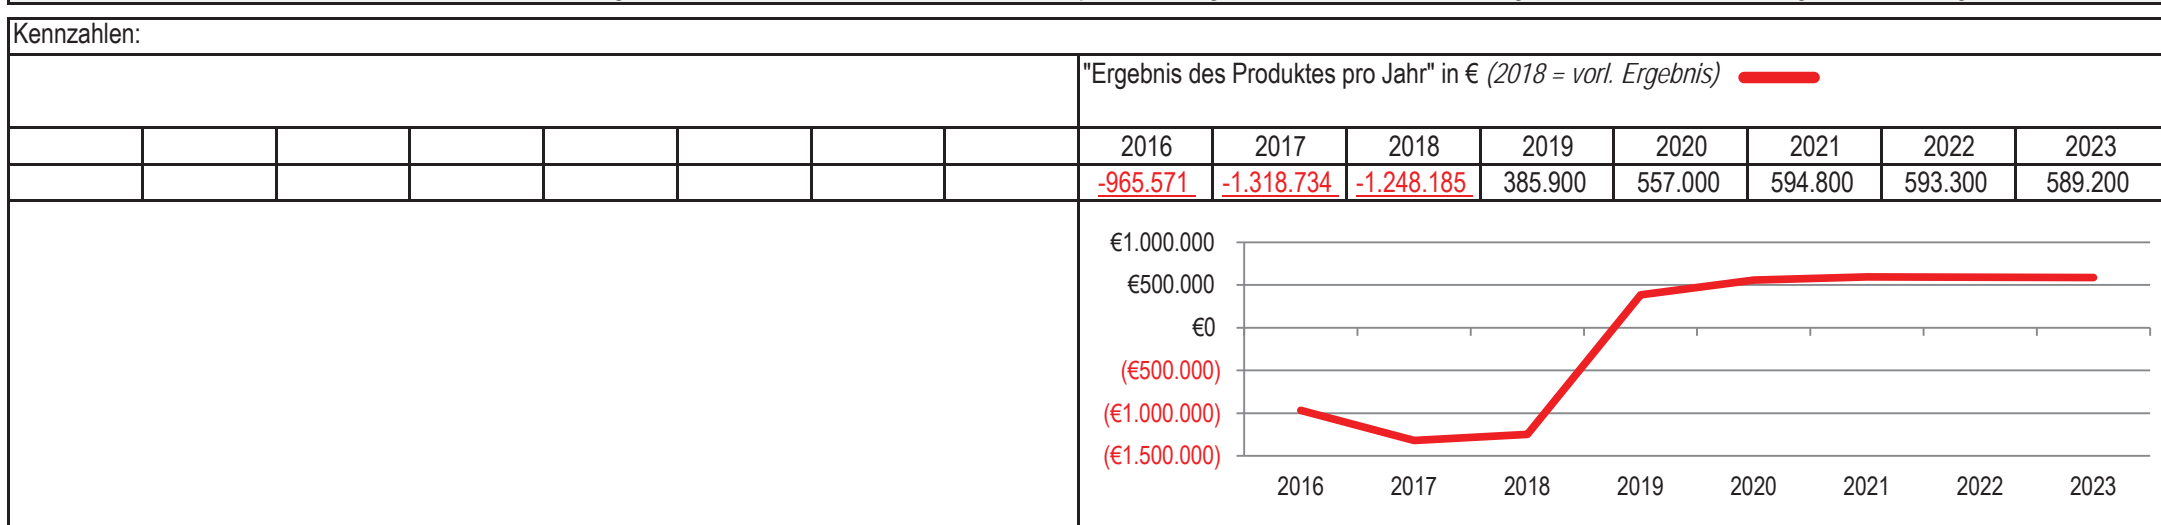 Kennzahlen:
"Ergebnis des Produktes pro Jahr" in € (2018 = vorl. Ergebnis)
2016 2017 2018 2019 2020 2021 2022 2023
-965.571 -1.318.734 -1.248.185 385.900 557.000 594.800 593.300 589.200
€1.000.000
€500.000
€0
(€500.000)
(€1.000.000)
(€1.500.000)
2016 2017 2018 2019 2020 2021 2022 2023